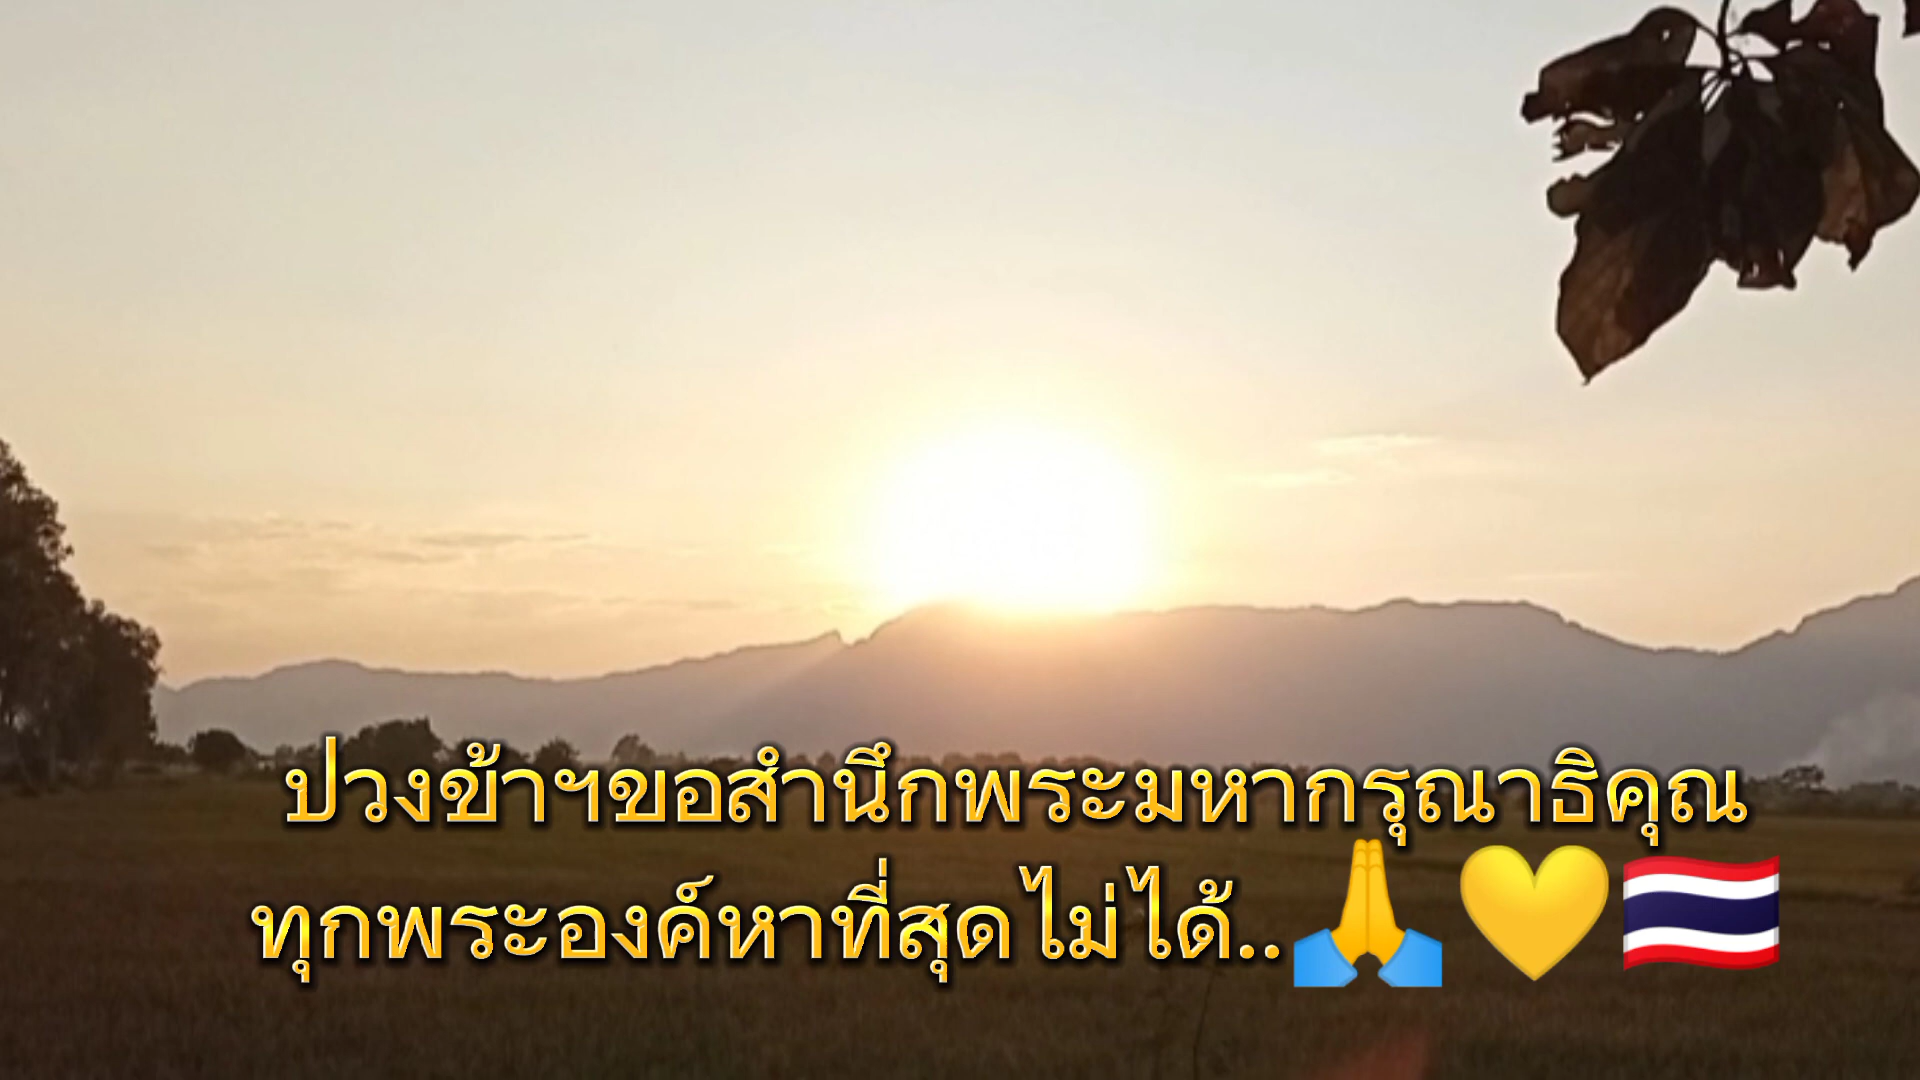 ปวงข้าฯขอสำนึกพระมหากรุณาธิคุณ
ทุกพระองค์หาที่สุดไม่ได้..🙏💛🇹🇭